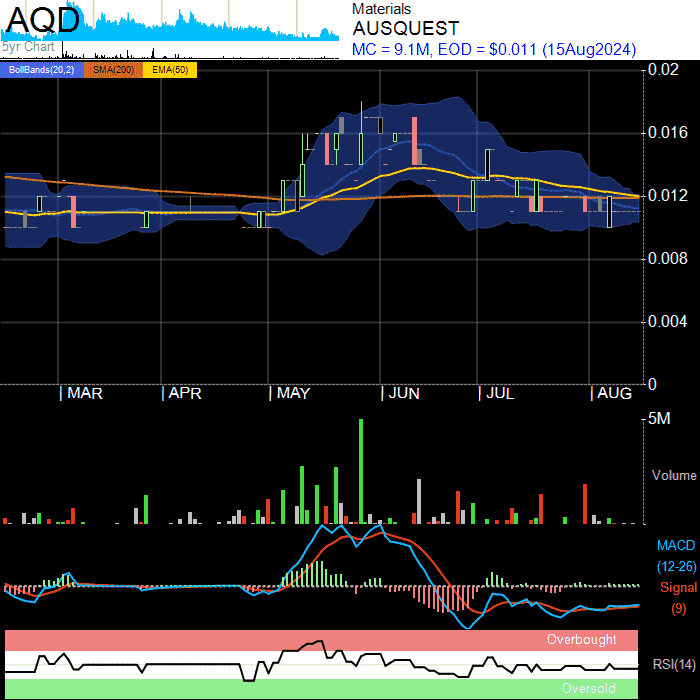 AQD
5yr Chart
Materials
AUSQUEST
MC = 9.1M, EOD = $0.011 (15Aug2024)
BollBands(20,2) SMA(200) EMA(50)
0.02
0.016
0.012
0.008
0.004
0
MAR APR MAY JUN JUL AUG
5M
Volume
MACD
(12-26)
Signal
(9)
Overbought
RSI(14)
Oversold